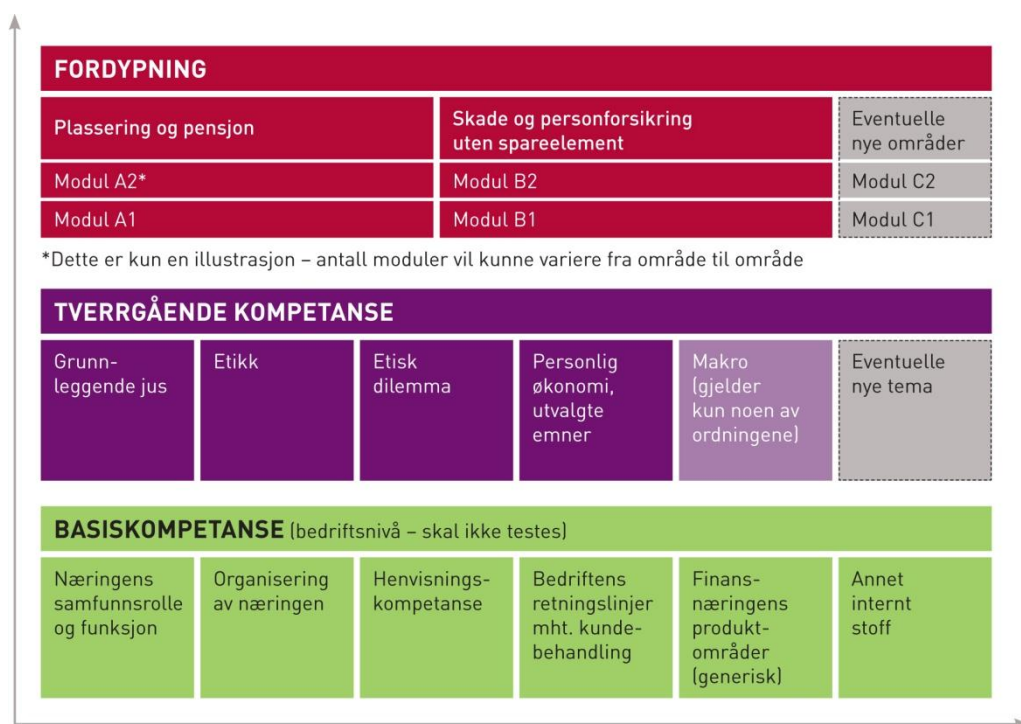 FORDYPNING
Plassering og pensjon
Skade og personforsikring
uten spareelement
Eventuelle
nye områder
Modul A2*
Modul B2
Modul C2
Modul A1
Modul B1
Modul C1
*Dette er kun en illustrasjon – antall moduler vil kunne variere fra område til område
TVERRGÅENDE KOMPETANSE
Grunn-
leggende jus
Etikk
Etisk
dilemma
Personlig
økonomi,
utvalgte
emner
Makro
(gjelder
kun noen av
ordningene)
Eventuelle
nye tema
BASISKOMPETANSE (bedriftsnivå – skal ikke testes)
Næringens
samfunnsrolle
og funksjon
Organisering
av næringen
Henvisnings-
kompetanse
Bedriftens
retningslinjer
mht. kunde-
behandling
Finans-
næringens
produkt-
områder
(generisk)
Annet
internt
stoff